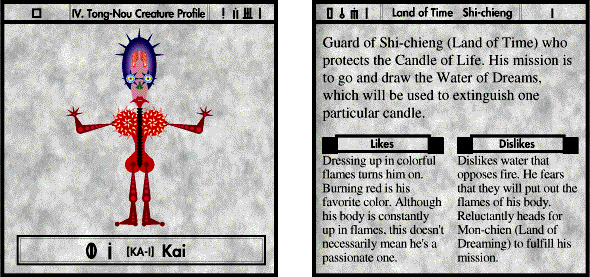 IV. Tong-Nou Creature Profile
[KA-I] Kai
Land of Time Shi-chieng
Guard of Shi-chieng (Land of Time) who
protects the Candle of Life. His mission is
to go and draw the Water of Dreams,
which will be used to extinguish one
particular candle.
Likes
Dressing up in colorful
flames turns him on.
Burning red is his
favorite color. Although
his body is constantly
up in flames, this doesn't
necessarily mean he's a
passionate one.
Dislikes
Dislikes water that
opposes fire. He fears
that they will put out the
flames of his body.
Reluctantly heads for
Mon-chien (Land of
Dreaming) to fulfill his
mission.